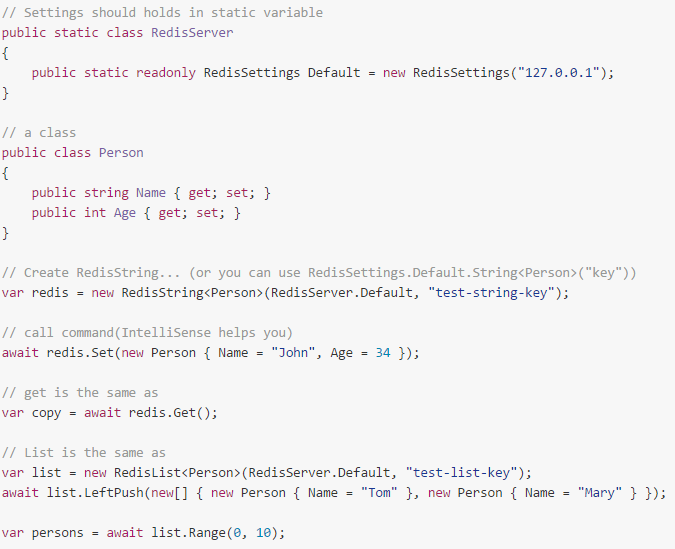 // Settings should holds in static variable
public static class RedisServer
{
    public static readonly RedisSettings Default = new RedisSettings("127.0.0.1");
}

// a class
public class Person
{
    public string Name { get; set; }
    public int Age { get; set; }
}

// Create RedisString... (or you can use RedisSettings.Default.String<Person>("key"))
var redis = new RedisString<Person>(RedisServer.Default, "test-string-key");

// call command(IntelliSense helps you)
await redis.Set(new Person { Name = "John", Age = 34 });

// get is the same as
var copy = await redis.Get();

// List is the same as
var list = new RedisList<Person>(RedisServer.Default, "test-list-key");
await list.LeftPush(new[] { new Person { Name = "Tom" }, new Person { Name = "Mary" } });

var persons = await list.Range(0, 10);